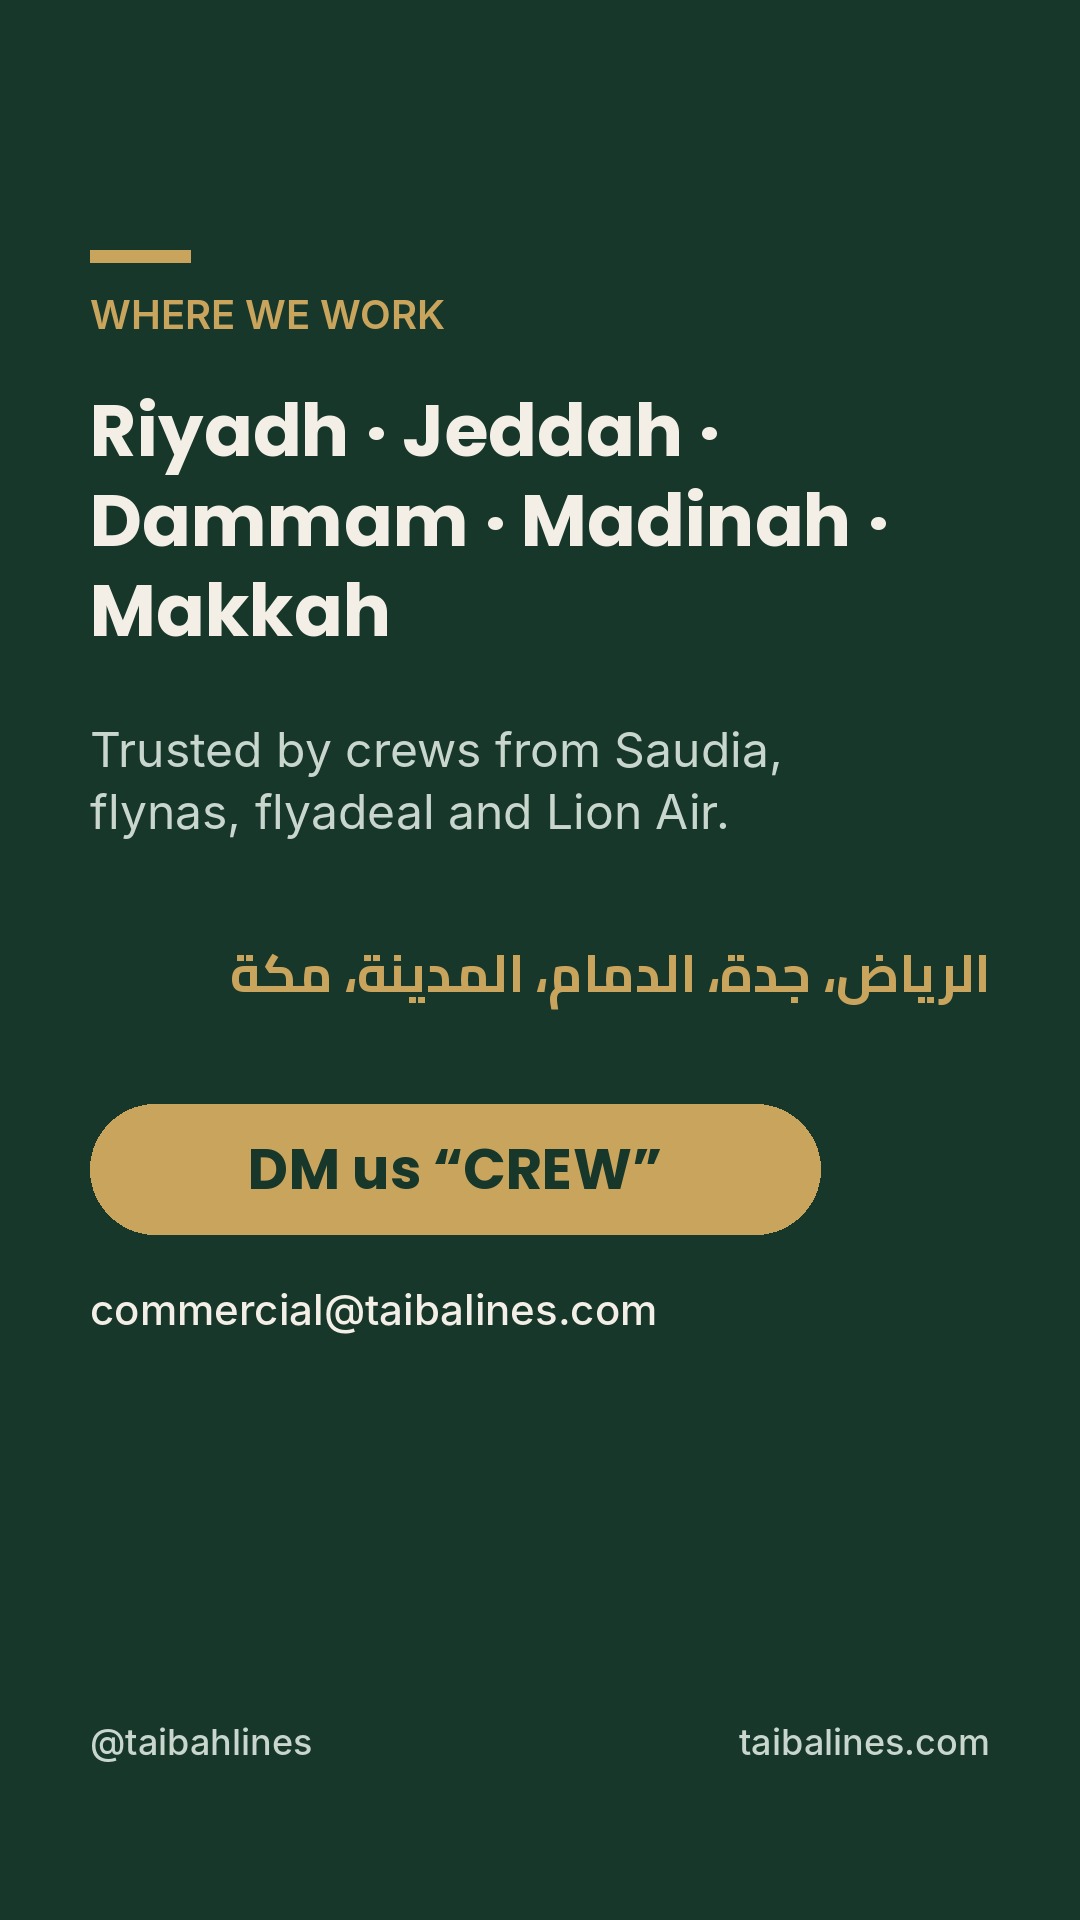 WHERE WE WORK
Riyadh · Jeddah ·
Dammam · Madinah ·
Makkah
Trusted by crews from Saudia,
flynas, flyadeal and Lion Air.
الرياض، جدة، الدمام، المدينة، مكة
DM us “CREW”
commercial@taibalines.com
@taibahlines
taibalines.com